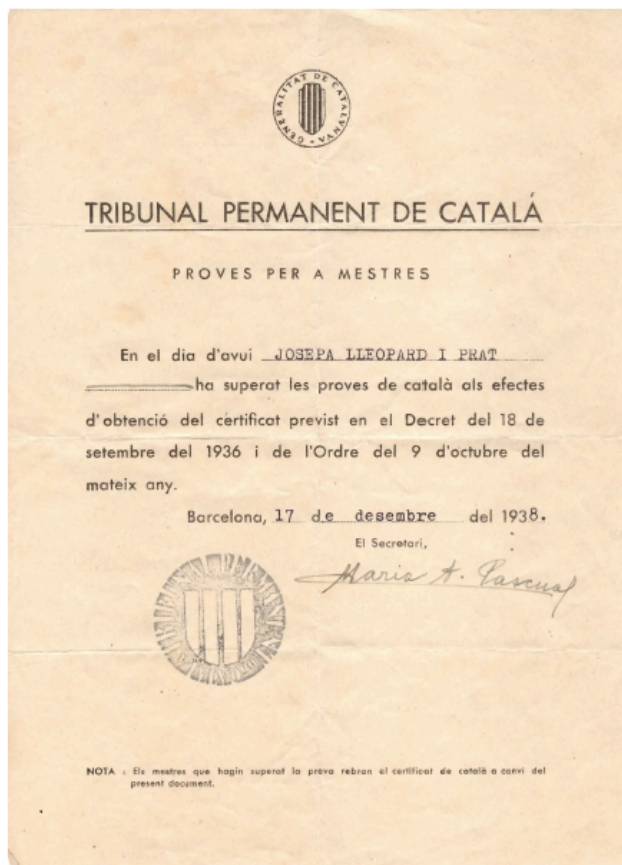 GENERALITAT DE CATALUNYA
TRIBUNAL PERMANENT DE CATALÁ
PROVES PER A MESTRES
En el dia d'avui JOSEPA LLEOPARD I PRAT
ha superat les proves de català als efectes
d'obtenció del certificat previst en el Decret del 18 de
setembre del 1936 i de l'Ordre del 9 d'octubre del
mateix any.
Barcelona, 17 de desembre del 1938.
El Secretari,
Maria A. Pascual
NOTA : Els mestres que hagin superat la prova rebran el certificat de català a canvi del
present document.